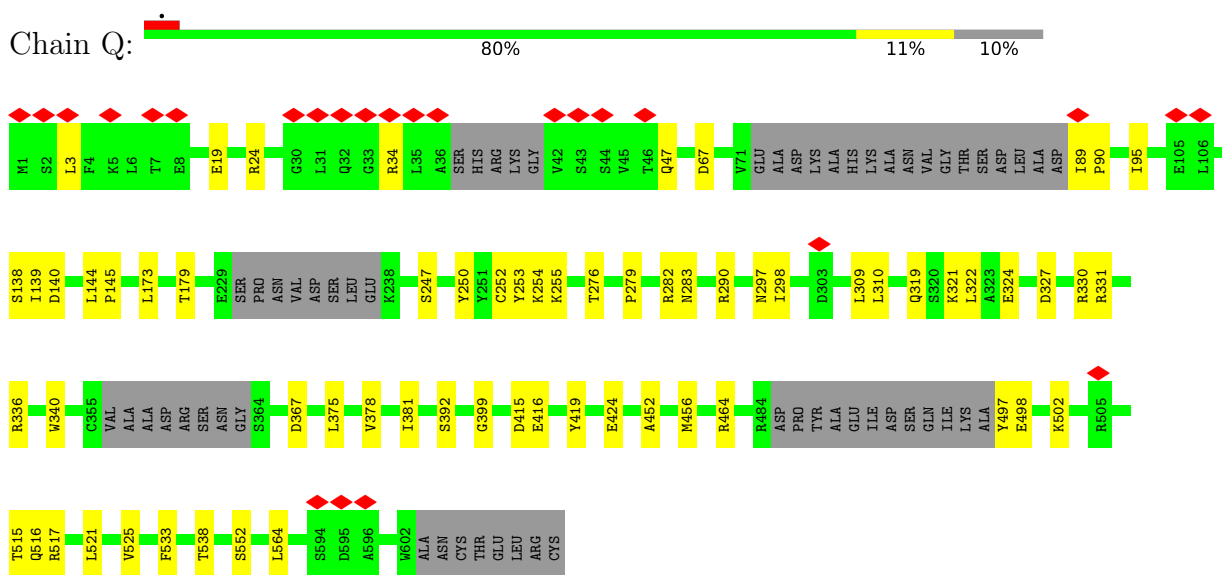 Chain Q:
80% 11% 10%
M1 S2 L3 F4 K5 L6 T7 E8 E19 R24 G30 L31 Q32 G33 R34 L35 A36 SER HIS ARG LYS GLY V42 S43 S44 V45 T46 Q47 D67 V71 GLU ALA ASP LYS ALA HIS LYS ALA ASN VAL GLY THR SER ASP LEU ALA ASP I89 P90 I95 E105 L106
S138 I139 D140 L144 P145 L173 T179 E229 SER PRO ASN VAL ASP SER LEU GLU K238 S247 Y250 Y251 C252 Y253 K254 K255 T276 P279 R282 N283 R290 N297 I298 D303 L309 L310 Q319 S320 K321 L322 A323 E324 D327 R330 R331
R336 W340 C355 VAL ALA ALA ASP ARG SER ASN GLY S364 D367 L375 V378 I381 S392 G399 D415 E416 Y419 E424 A452 M456 R464 R484 ASP PRO TYR ALA GLU ILE ASP SER GLN ILE LYS ALA Y497 E498 K502 R505
T515 Q516 R517 L521 V525 F533 T538 S552 L564 S594 D595 A596 W602 ALA ASN CYS THR GLU LEU ARG CYS